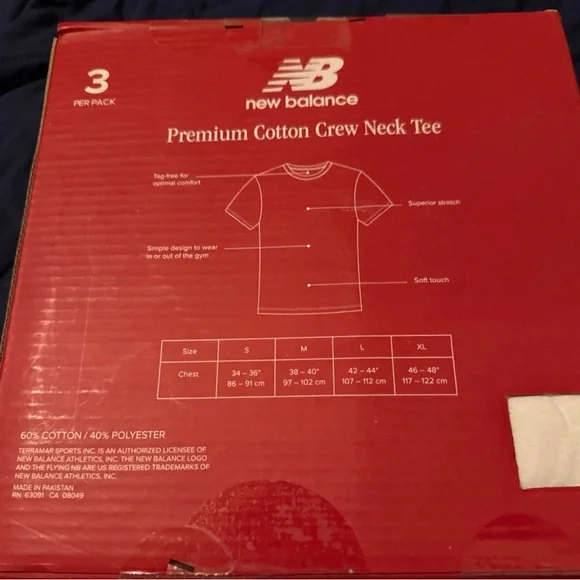 3
PER PACK
NB
new balance
Premium Cotton Crew Neck Tee
Tag-free for
optimal comfort
Superior stretch
Simple design to wear
in or out of the gym
Soft touch
Size S M L XL
Chest 34 – 36" 38 – 40" 42 – 44" 46 – 48"
86 – 91 cm 97 – 102 cm 107 – 112 cm 117 – 122 cm
60% COTTON / 40% POLYESTER
TERRAMAR SPORTS INC. IS AN AUTHORIZED LICENSEE OF
NEW BALANCE ATHLETICS, INC. THE NEW BALANCE LOGO
AND THE FLYING NB ARE US REGISTERED TRADEMARKS OF
NEW BALANCE ATHLETICS, INC.
MADE IN PAKISTAN
RN 63091 CA 08049